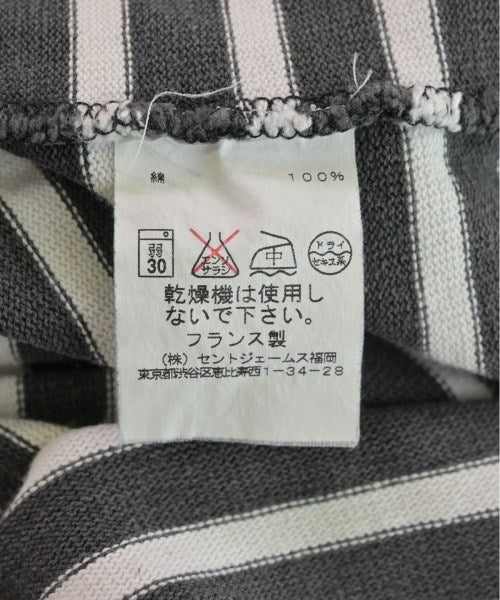 綿 100%
弱 30 エンソ サラシ 中 ドライ セキユ系
乾燥機は使用し
ないで下さい。
フランス製
(株) セントジェームス福岡
東京都渋谷区恵比寿西1-34-28